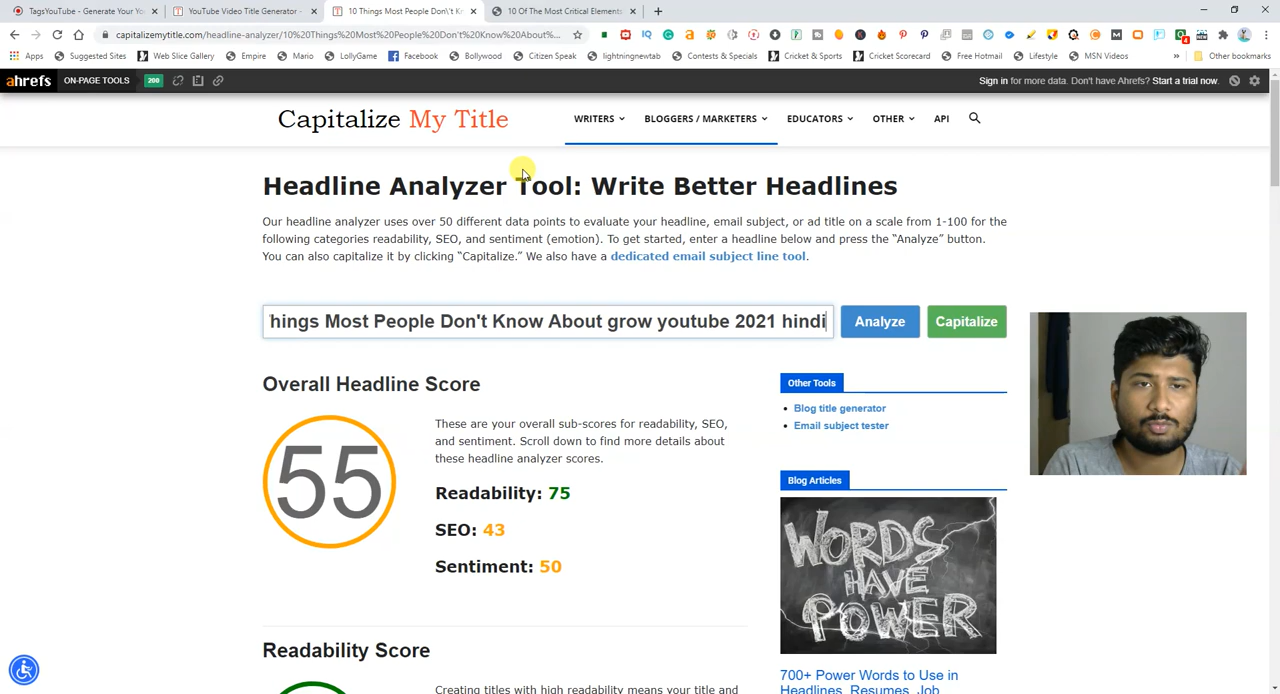 TagsYouTube - Generate Your Yo
YouTube Video Title Generator -
10 Things Most People Don\'t Kno
10 Of The Most Critical Elements
capitalizemytitle.com/headline-analyzer/10%20Things%20Most%20People%20Don't%20Know%20About%...
Apps
Suggested Sites
Web Slice Gallery
Empire
Mario
LollyGame
Facebook
Bollywood
Citizen Speak
lightningnewtab
Contests & Specials
Cricket & Sports
Cricket Scorecard
Free Hotmail
Lifestyle
MSN Videos
»
Other bookmarks
ahrefs
ON-PAGE TOOLS
200
Sign in for more data. Don't have Ahrefs? Start a trial now.
Capitalize My Title
WRITERS
BLOGGERS / MARKETERS
EDUCATORS
OTHER
API
Headline Analyzer Tool: Write Better Headlines
Our headline analyzer uses over 50 different data points to evaluate your headline, email subject, or ad title on a scale from 1-100 for the
following categories readability, SEO, and sentiment (emotion). To get started, enter a headline below and press the “Analyze” button.
You can also capitalize it by clicking “Capitalize.” We also have a dedicated email subject line tool.
hings Most People Don't Know About grow youtube 2021 hindi
Analyze
Capitalize
Overall Headline Score
55
These are your overall sub-scores for readability, SEO,
and sentiment. Scroll down to find more details about
these headline analyzer scores.
Readability: 75
SEO: 43
Sentiment: 50
Other Tools
Blog title generator
Email subject tester
Blog Articles
WORDS
HAVE
POWER
700+ Power Words to Use in
Headlines, Resumes, Job
Readability Score
Creating titles with high readability means your title and